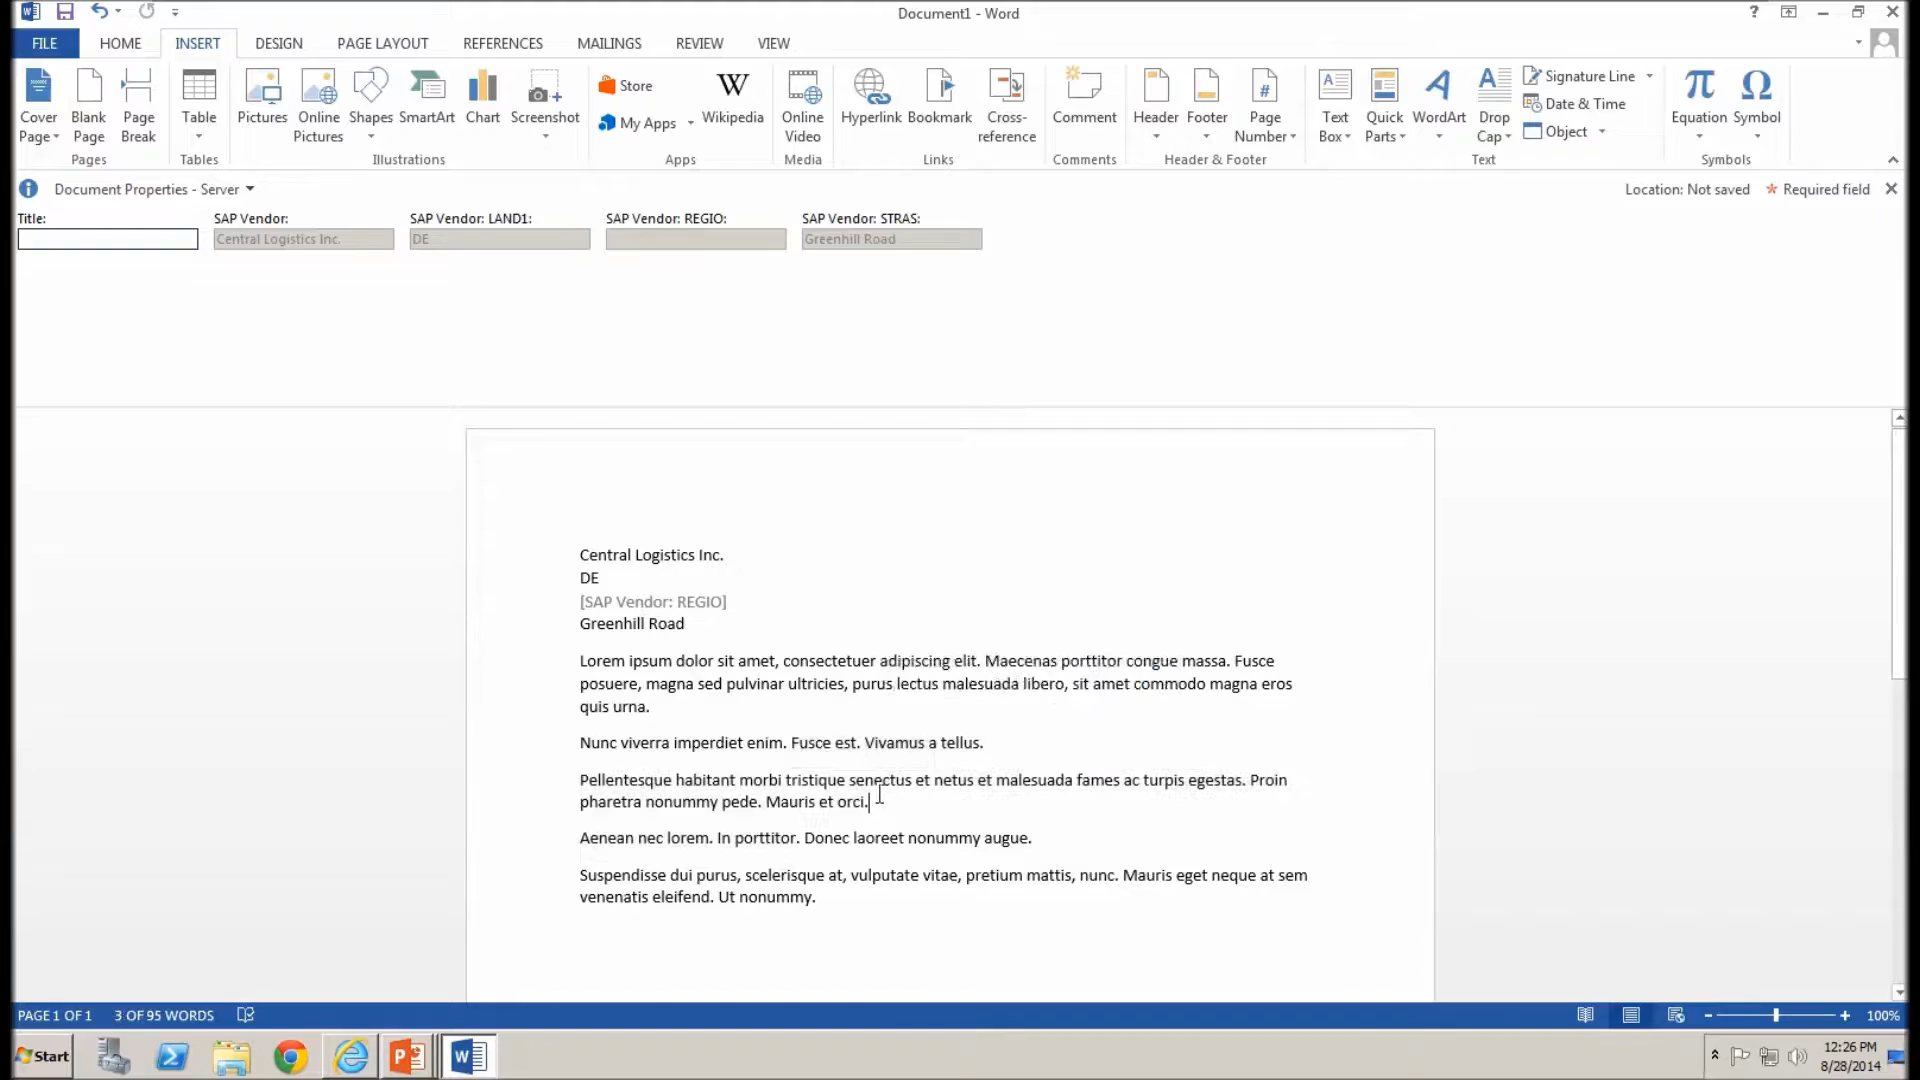 Document1 - Word
FILE HOME INSERT DESIGN PAGE LAYOUT REFERENCES MAILINGS REVIEW VIEW
Cover Page Blank Page Page Break Table Pictures Online Pictures Shapes SmartArt Chart Screenshot Store My Apps Wikipedia Online Video Hyperlink Bookmark Cross-reference Comment Header Footer Page Number Text Box Quick Parts WordArt Drop Cap Signature Line Date & Time Object Equation Symbol
Pages Tables Illustrations Apps Media Links Comments Header & Footer Text Symbols
Document Properties - Server Location: Not saved * Required field
Title: SAP Vendor: SAP Vendor: LAND1: SAP Vendor: REGIO: SAP Vendor: STRAS:
Central Logistics Inc. DE Greenhill Road
Central Logistics Inc.
DE
[SAP Vendor: REGIO]
Greenhill Road
Lorem ipsum dolor sit amet, consectetuer adipiscing elit. Maecenas porttitor congue massa. Fusce
posuere, magna sed pulvinar ultricies, purus lectus malesuada libero, sit amet commodo magna eros
quis urna.
Nunc viverra imperdiet enim. Fusce est. Vivamus a tellus.
Pellentesque habitant morbi tristique senectus et netus et malesuada fames ac turpis egestas. Proin
pharetra nonummy pede. Mauris et orci.
Aenean nec lorem. In porttitor. Donec laoreet nonummy augue.
Suspendisse dui purus, scelerisque at, vulputate vitae, pretium mattis, nunc. Mauris eget neque at sem
venenatis eleifend. Ut nonummy.
PAGE 1 OF 1 3 OF 95 WORDS 100%
Start 12:26 PM
8/28/2014